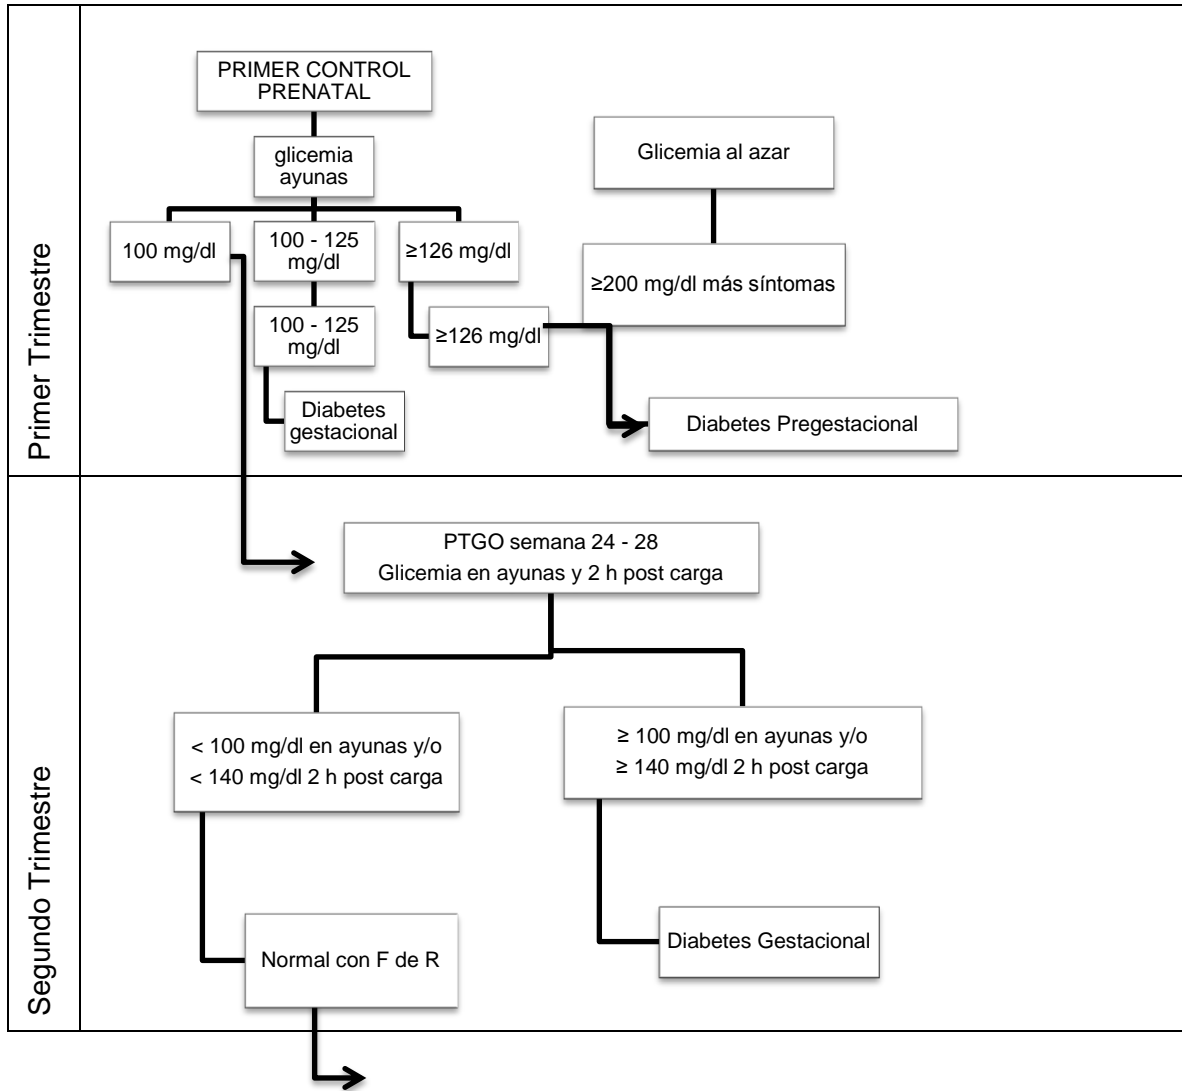 Primer Trimestre
PRIMER CONTROL
PRENATAL
glicemia
ayunas
100 mg/dl
100 - 125
mg/dl
≥126 mg/dl
100 - 125
mg/dl
≥126 mg/dl
Diabetes
gestacional
Glicemia al azar
≥200 mg/dl más síntomas
Diabetes Pregestacional
Segundo Trimestre
PTGO semana 24 - 28
Glicemia en ayunas y 2 h post carga
< 100 mg/dl en ayunas y/o
< 140 mg/dl 2 h post carga
≥ 100 mg/dl en ayunas y/o
≥ 140 mg/dl 2 h post carga
Normal con F de R
Diabetes Gestacional